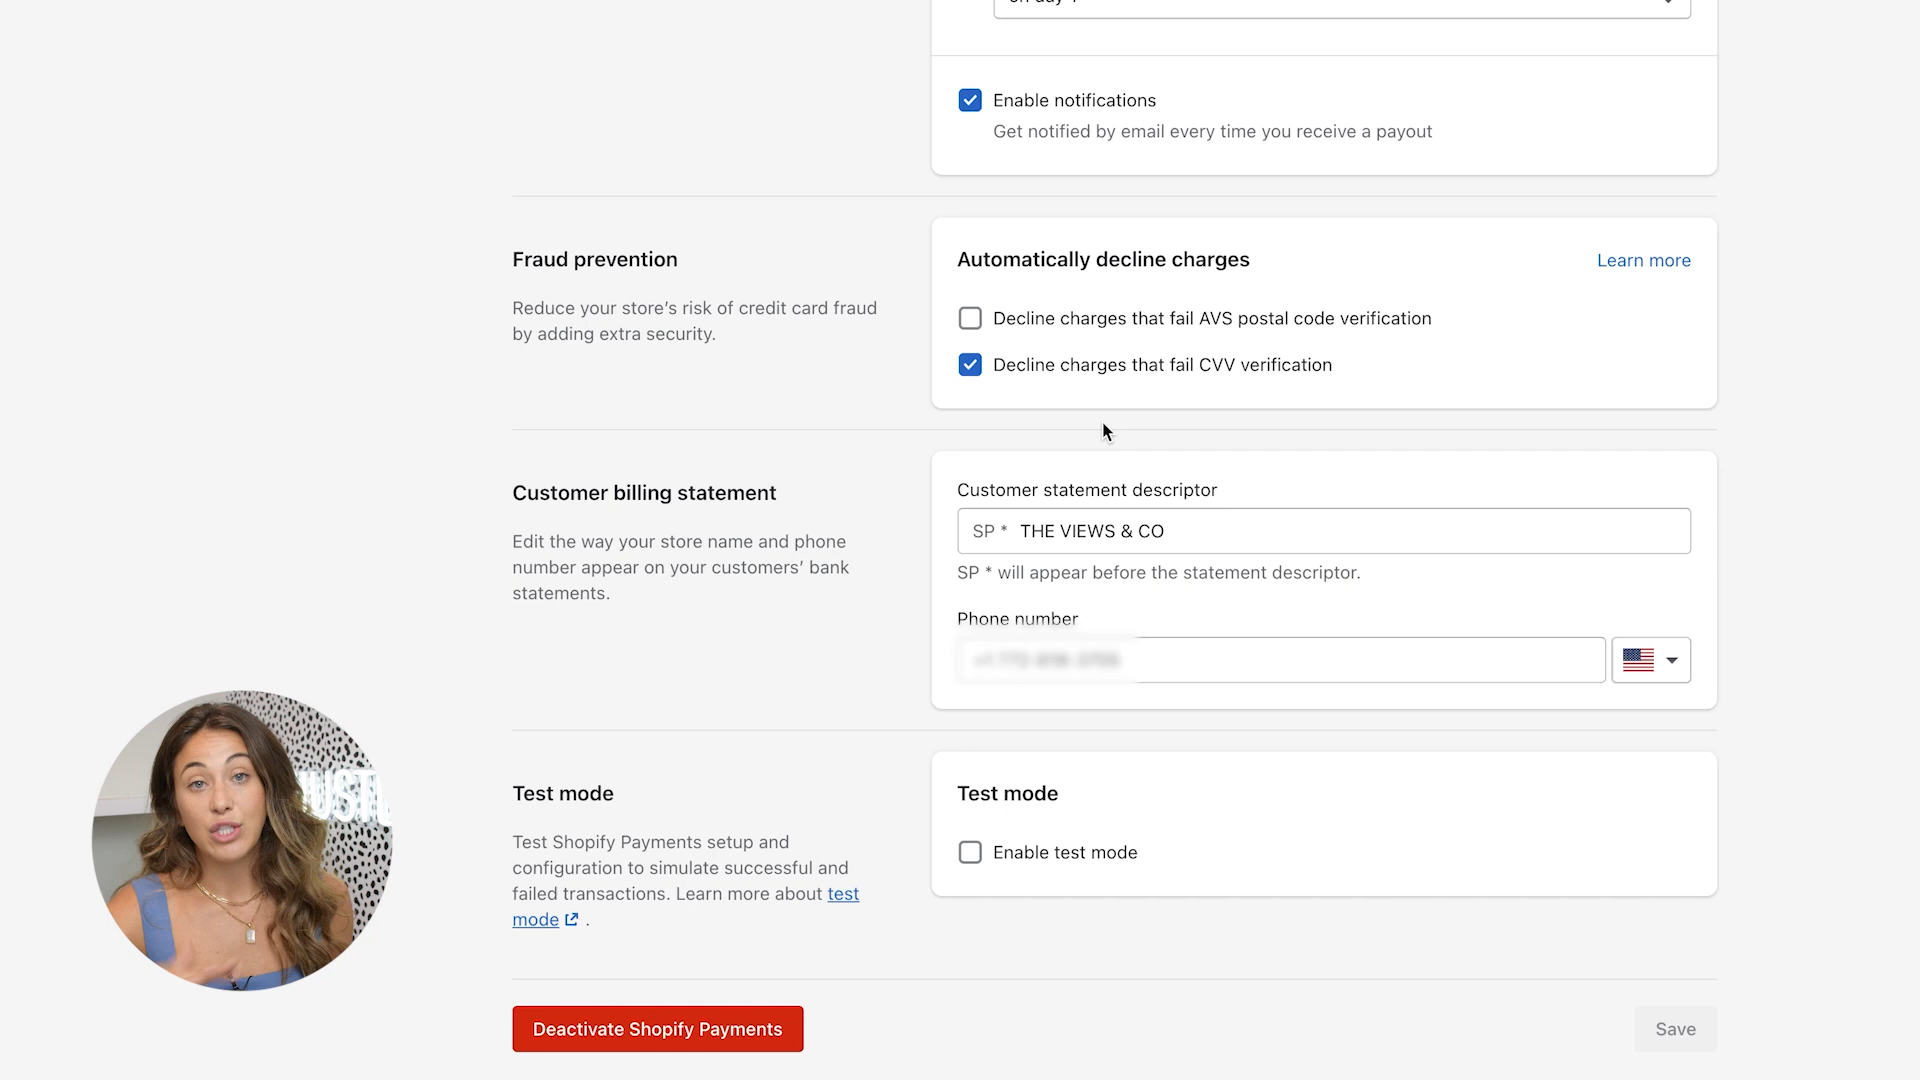 Enable notifications
Get notified by email every time you receive a payout
Fraud prevention
Reduce your store's risk of credit card fraud
by adding extra security.
Automatically decline charges
Learn more
Decline charges that fail AVS postal code verification
Decline charges that fail CVV verification
Customer billing statement
Edit the way your store name and phone
number appear on your customers' bank
statements.
Customer statement descriptor
SP * THE VIEWS & CO
SP * will appear before the statement descriptor.
Phone number
Test mode
Test Shopify Payments setup and
configuration to simulate successful and
failed transactions. Learn more about test
mode .
Test mode
Enable test mode
Deactivate Shopify Payments
Save